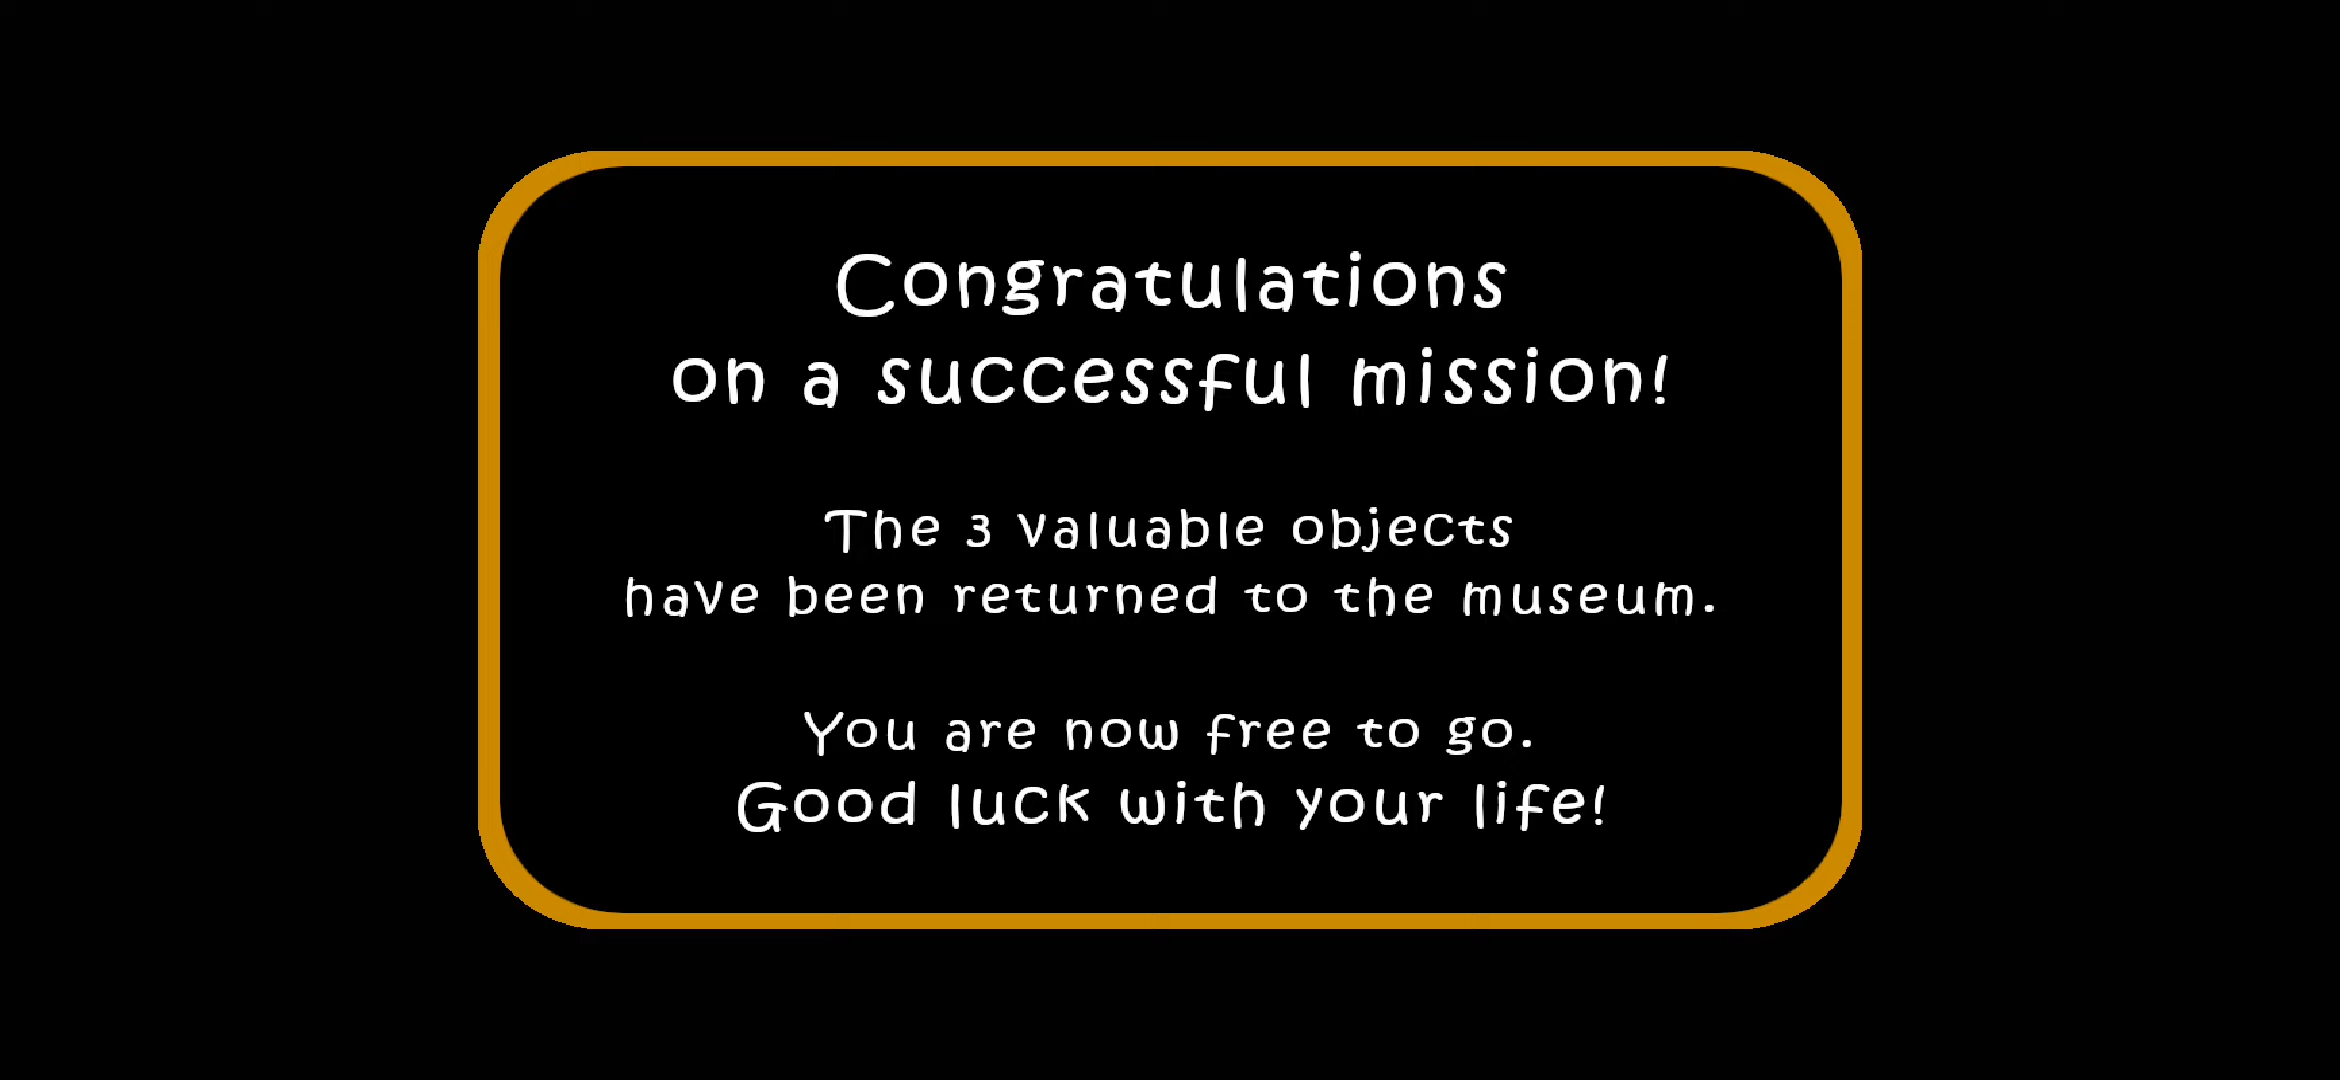 Congratulations
on a successful mission!
The 3 valuable objects
have been returned to the museum.
You are now free to go.
Good luck with your life!